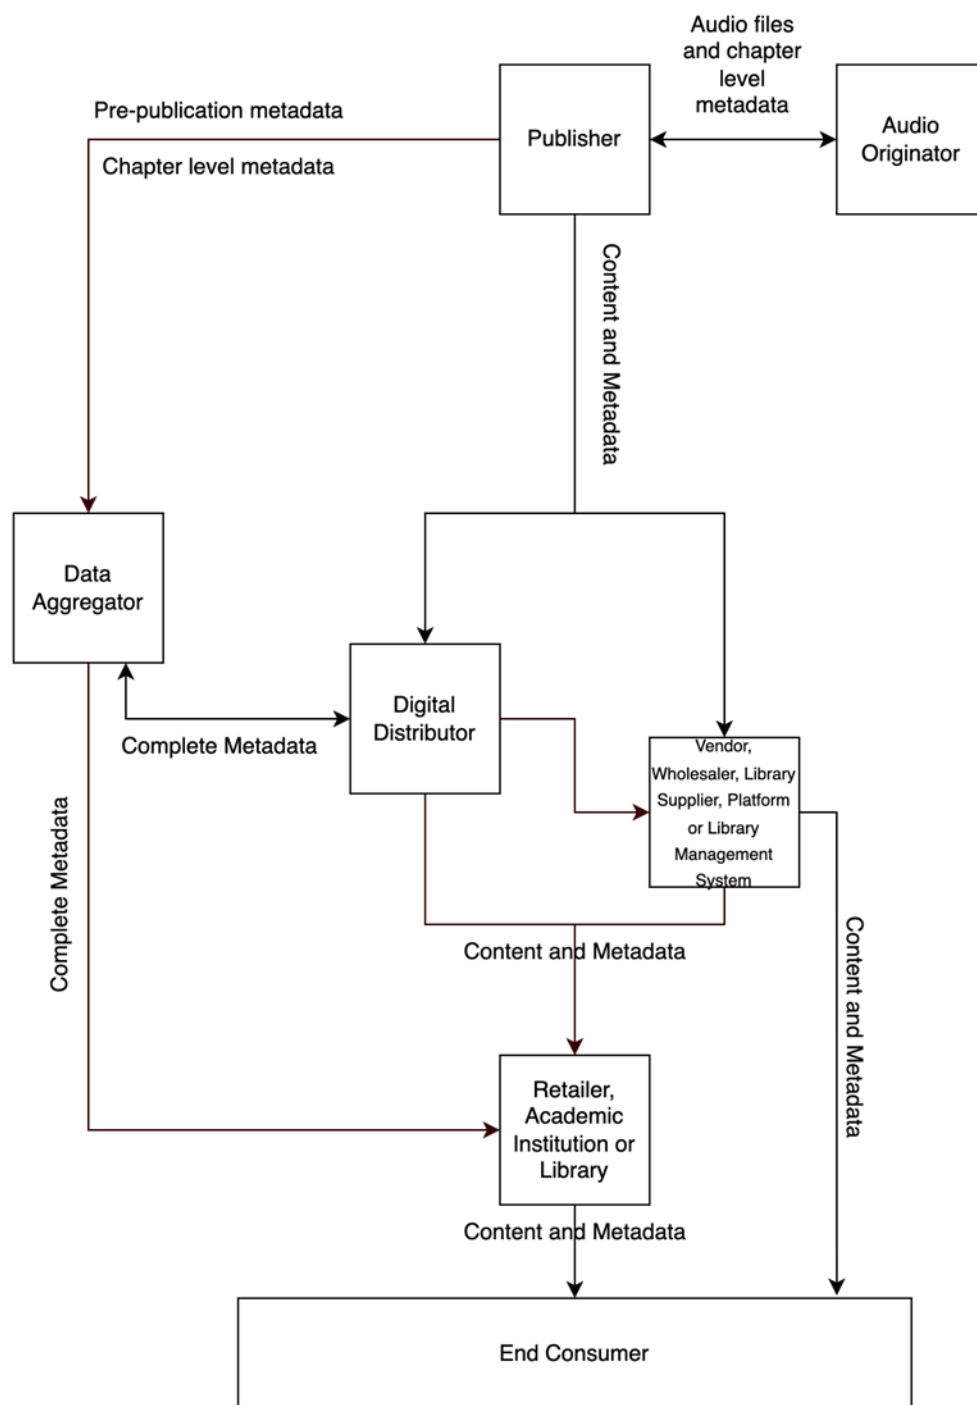 Audio files
and chapter
level
metadata
Pre-publication metadata
Publisher
Audio
Originator
Chapter level metadata
Content and Metadata
Data
Aggregator
Digital
Distributor
Complete Metadata
Vendor,
Wholesaler, Library
Supplier, Platform
or Library
Management
System
Complete Metadata
Content and Metadata
Content and Metadata
Retailer,
Academic
Institution or
Library
Content and Metadata
End Consumer